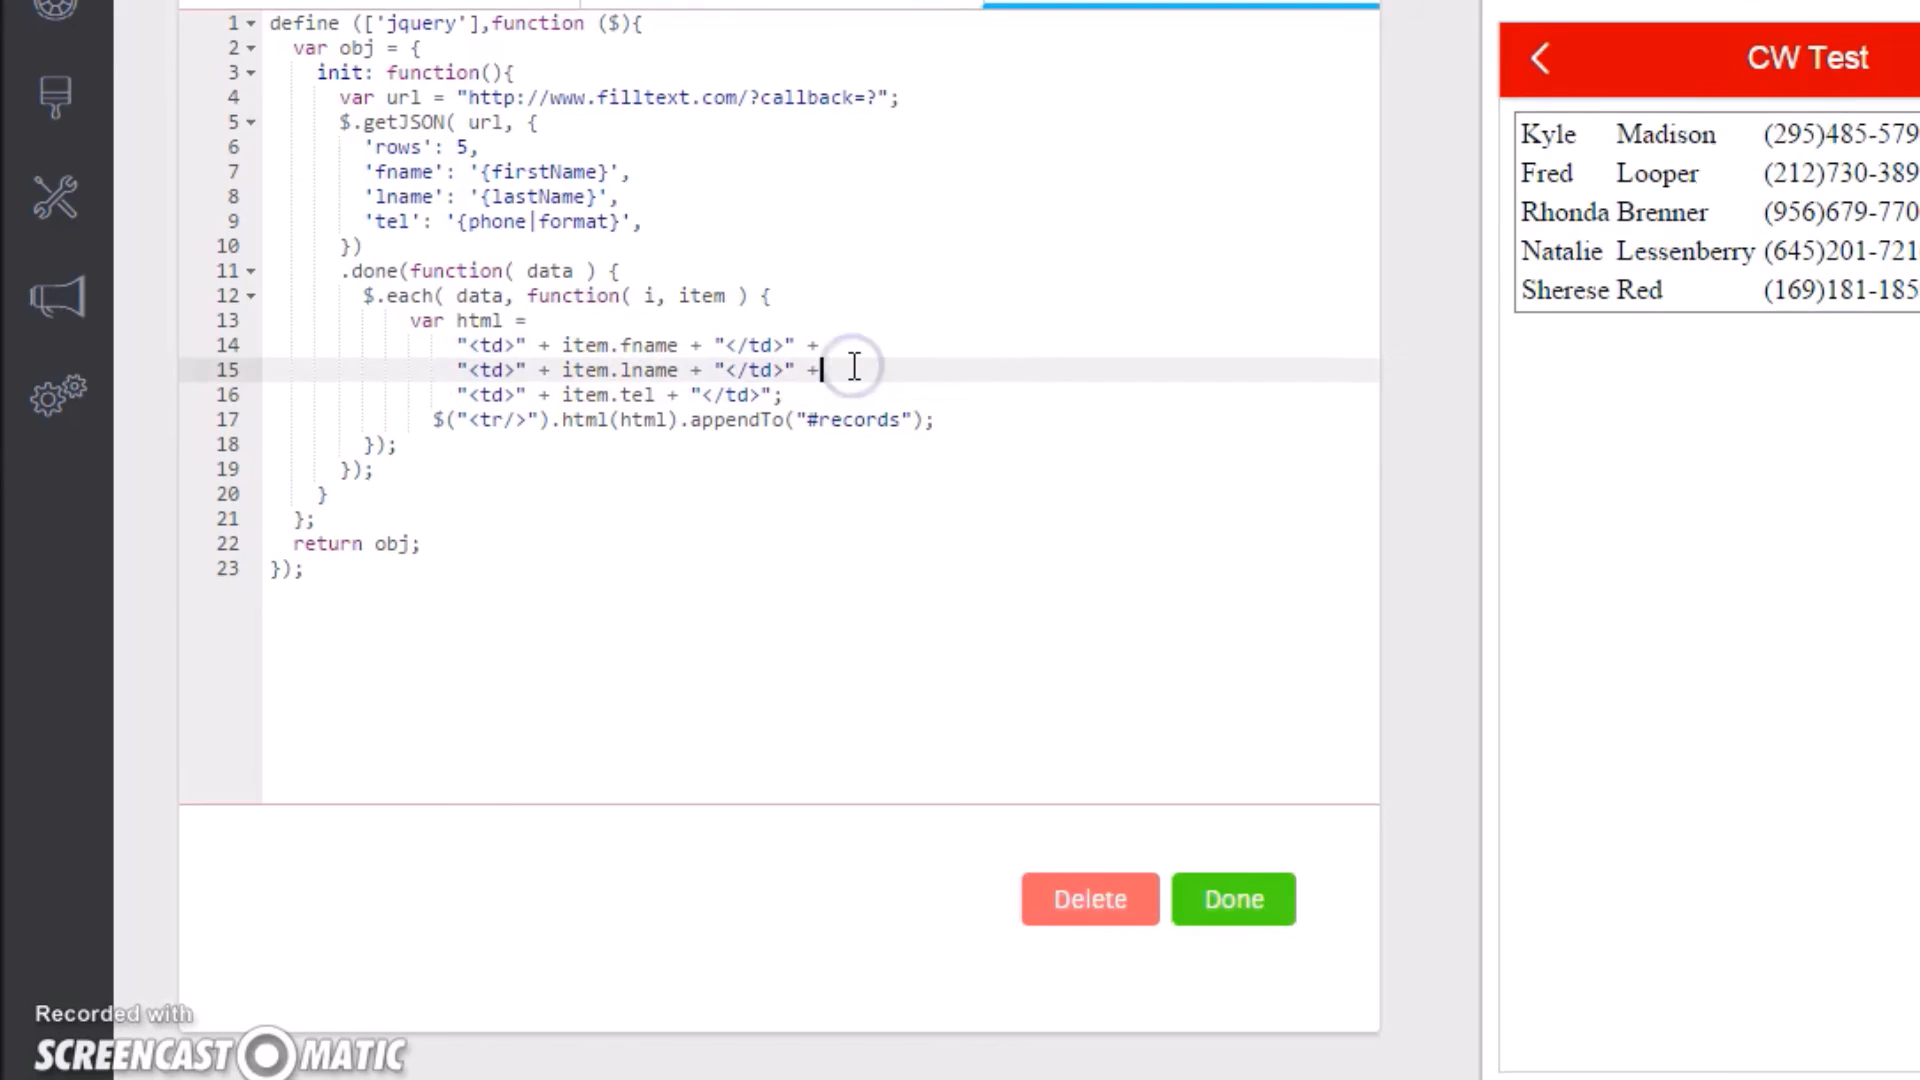 1 define (['jquery'],function ($){
2 var obj = {
3 init: function(){
4 var url = "http://www.filltext.com/?callback=?";
5 $.getJSON( url, {
6 'rows': 5,
7 'fname': '{firstName}',
8 'lname': '{lastName}',
9 'tel': '{phone|format}',
10 })
11 .done(function( data ) {
12 $.each( data, function( i, item ) {
13 var html =
14 "<td>" + item.fname + "</td>" +
15 "<td>" + item.lname + "</td>" +
16 "<td>" + item.tel + "</td>";
17 $("<tr/>").html(html).appendTo("#records");
18 });
19 });
20 }
21 };
22 return obj;
23 });
Delete Done
CW Test
Kyle Madison (295)485-579
Fred Looper (212)730-389
Rhonda Brenner (956)679-770
Natalie Lessenberry (645)201-721
Sherese Red (169)181-185
Recorded with
SCREENCAST MATIC